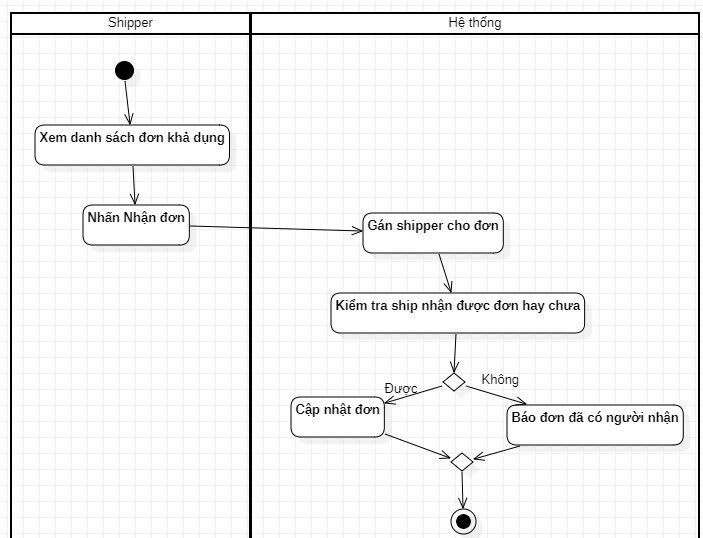 Shipper
Hệ thống
Xem danh sách đơn khả dụng
Nhấn Nhận đơn
Gán shipper cho đơn
Kiểm tra ship nhận được đơn hay chưa
Được
Không
Cập nhật đơn
Báo đơn đã có người nhận